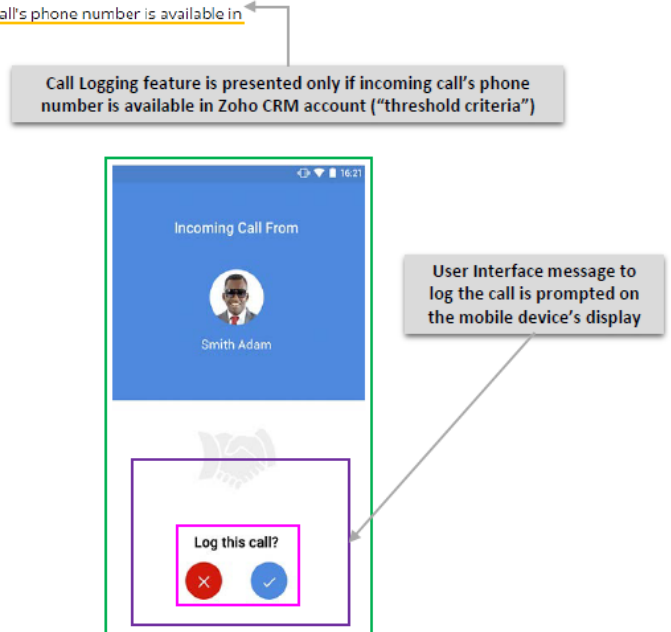 all's phone number is available in
Call Logging feature is presented only if incoming call's phone
number is available in Zoho CRM account (“threshold criteria”)
16:21
Incoming Call From
Smith Adam
User Interface message to
log the call is prompted on
the mobile device's display
Log this call?